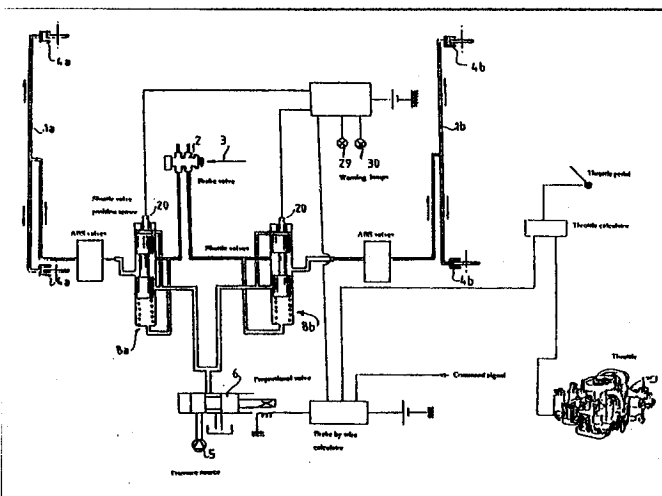 4a
4b
1a
1b
2
3
Brake valve
29
30
Warning lamps
Throttle pedal
20
20
Shuttle valve
position sensor
Shuttle valves
ABS valves
ABS valves
Throttle calculator
4a
4b
8a
8b
6
Proportional valve
Command signal
Throttle
5
Brake by wire
calculator
Pressure source